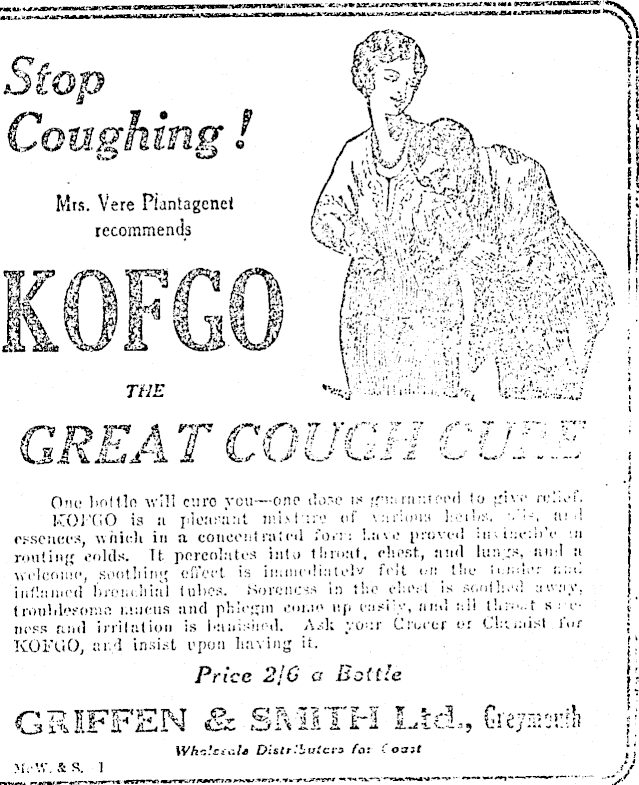 Stop
Coughing!
Mrs. Vere Plantagenet
recommends
KOFGO
THE
GREAT COUGH CURE
One bottle will cure you—one dose is guaranteed to give relief.
KOFGO is a pleasant mixture of various herbs, oils, and
essences, which in a concentrated form have proved invincible in
routing colds. It percolates into throat, chest, and lungs, and a
welcome, soothing effect is immediately felt on the tender and
inflamed bronchial tubes. Soreness in the chest is soothed away,
troublesome mucus and phlegm come up easily, and all throat sore-
ness and irritation is banished. Ask your Grocer or Chemist for
KOFGO, and insist upon having it.
Price 2/6 a Bottle
GRIFFEN & SMITH Ltd., Greymouth
Wholesale Distributors for Coast
McW. & S. 1